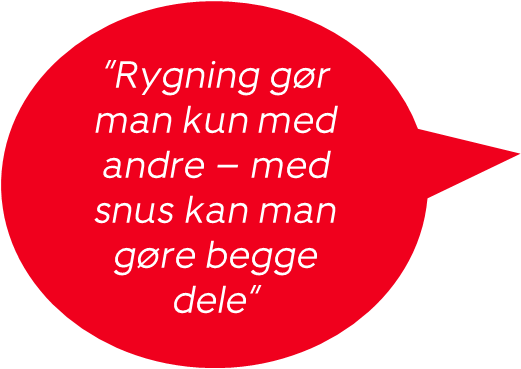 ”Rygning gør
man kun med
andre – med
snus kan man
gøre begge
dele”